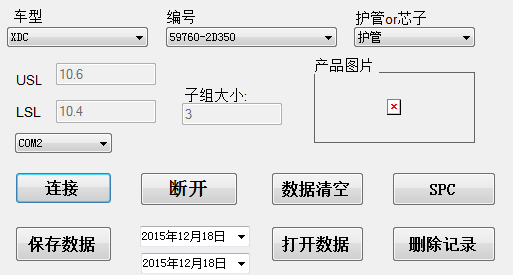 车型
编号
护管or芯子
XDC
59760-2D350
护管
产品图片
USL
10.6
子组大小:
LSL
10.4
3
COM2
连接
断开
数据清空
SPC
保存数据
2015年12月18日
2015年12月18日
打开数据
删除记录